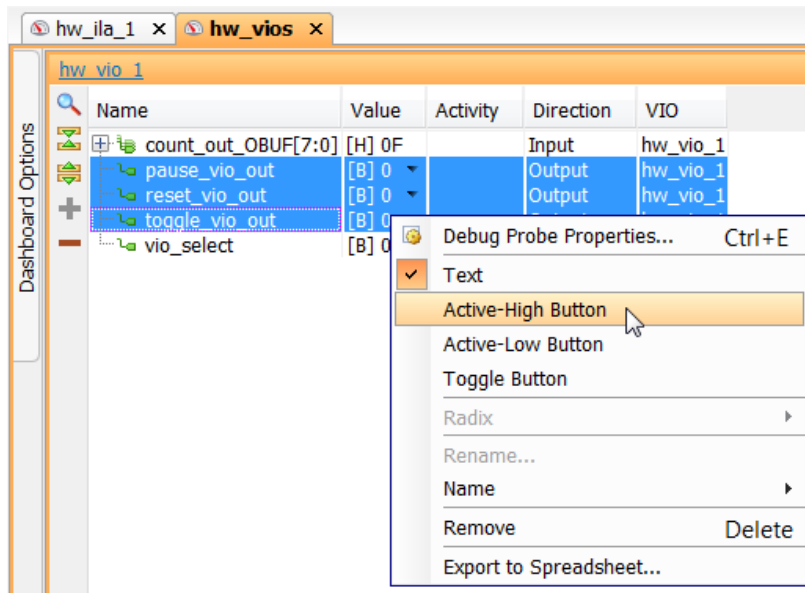 hw_ila_1 × hw_vios ×
hw_vio_1
Dashboard Options
Name Value Activity Direction VIO
count_out_OBUF[7:0] [H] 0F Input hw_vio_1
pause_vio_out [B] 0 Output hw_vio_1
reset_vio_out [B] 0 Output hw_vio_1
toggle_vio_out [B] 0
vio_select [B] 0
Debug Probe Properties... Ctrl+E
Text
Active-High Button
Active-Low Button
Toggle Button
Radix
Rename...
Name
Remove Delete
Export to Spreadsheet...